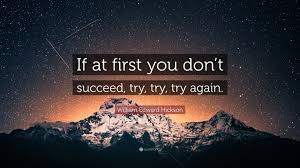 If at first you don’t
succeed, try, try, try again.
William Edward Hickson